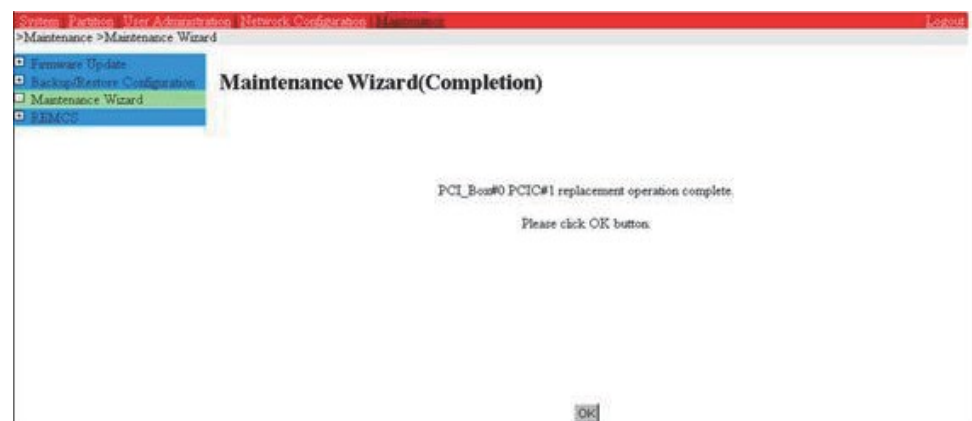 System Partition User Administration Network Configuration Maintenance Logout
>Maintenance >Maintenance Wizard
Firmware Update
Backup/Restore Configuration
Maintenance Wizard
REMCS
Maintenance Wizard(Completion)
PCI_Box#0 PCIC#1 replacement operation complete.
Please click OK button.
OK